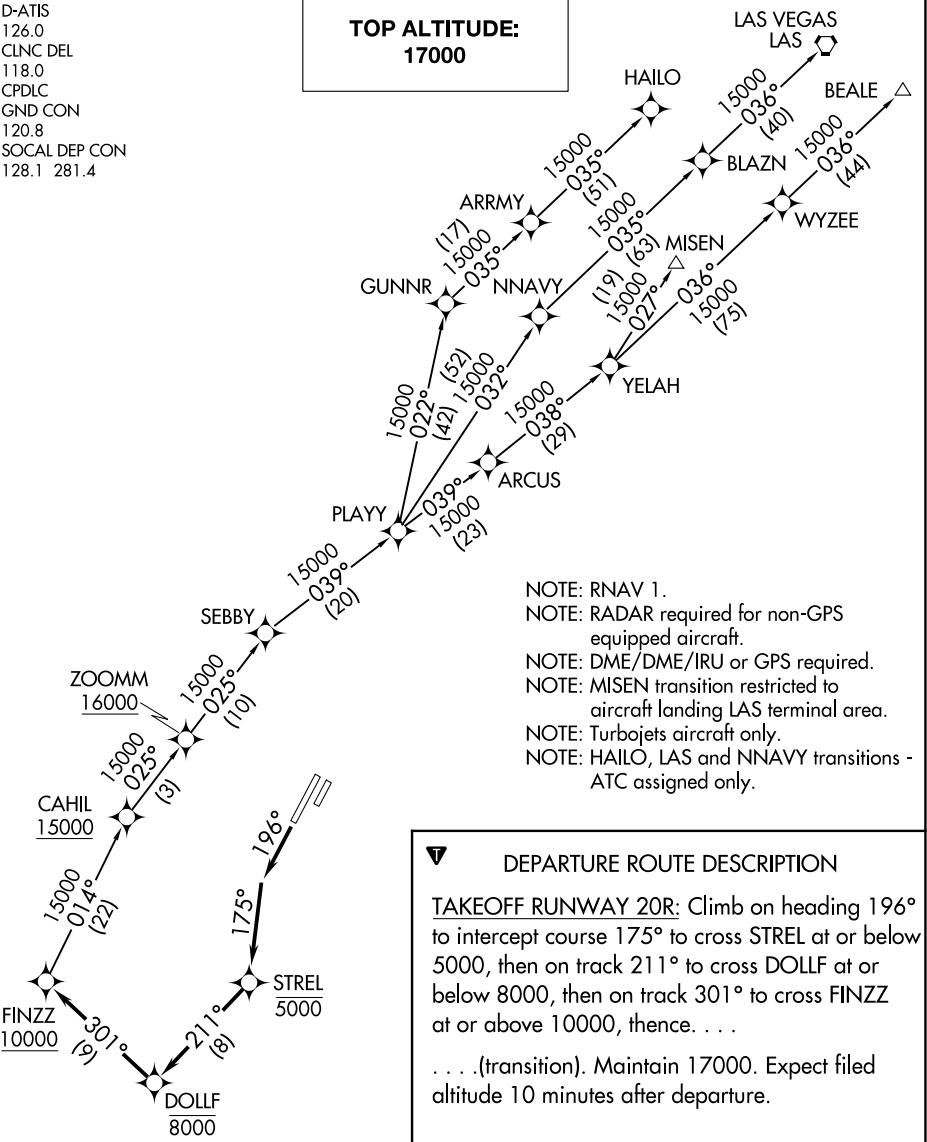 D-ATIS
126.0
CLNC DEL
118.0
CPDLC
GND CON
120.8
SOCAL DEP CON
128.1 281.4
TOP ALTITUDE:
17000
LAS VEGAS
LAS
BEALE
HAILO
15000
036°
(40)
15000
036°
(44)
BLAZN
WYZEE
15000
035°
(51)
ARRMY
(17)
15000
035°
15000
035°
(63)
MISEN
(19)
15000
027°
036°
15000
(75)
GUNNR
NNAVY
YELAH
15000
022°
(42)
(52)
15000
032°
15000
038°
(29)
ARCUS
PLAYY
039°
15000
(23)
15000
039°
(20)
SEBBY
ZOOMM
16000
15000
025°
(10)
15000
025°
(3)
CAHIL
15000
15000
014°
(22)
196°
175°
STREL
5000
FINZZ
10000
301°
(9)
211°
(8)
DOLLF
8000
NOTE: RNAV 1.
NOTE: RADAR required for non-GPS
equipped aircraft.
NOTE: DME/DME/IRU or GPS required.
NOTE: MISEN transition restricted to
aircraft landing LAS terminal area.
NOTE: Turbojets aircraft only.
NOTE: HAILO, LAS and NNAVY transitions -
ATC assigned only.
T
DEPARTURE ROUTE DESCRIPTION
TAKEOFF RUNWAY 20R: Climb on heading 196°
to intercept course 175° to cross STREL at or below
5000, then on track 211° to cross DOLLF at or
below 8000, then on track 301° to cross FINZZ
at or above 10000, thence. . . .
. . . .(transition). Maintain 17000. Expect filed
altitude 10 minutes after departure.